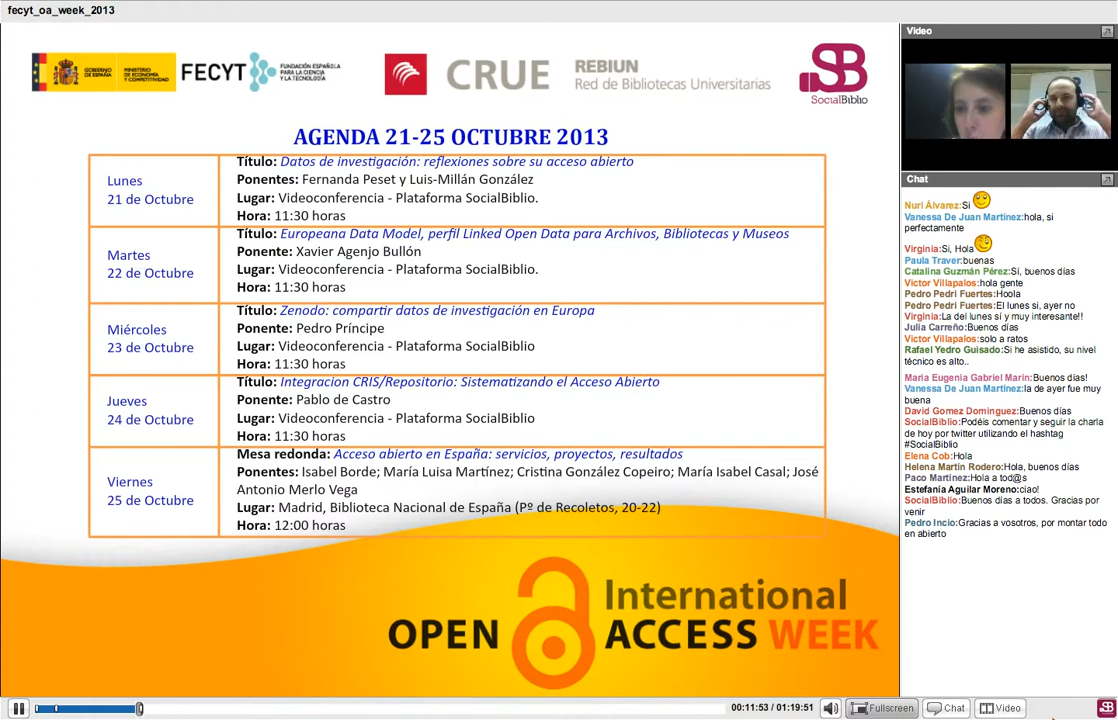 fecyt_oa_week_2013
GOBIERNO
DE ESPAÑA
MINISTERIO
DE ECONOMÍA
Y COMPETITIVIDAD
FECYT
FUNDACIÓN ESPAÑOLA
PARA LA CIENCIA
Y LA TECNOLOGÍA
CRUE
REBIUN
Red de Bibliotecas Universitarias
SB
SocialBiblio
AGENDA 21-25 OCTUBRE 2013
Lunes
21 de Octubre
Título: Datos de investigación: reflexiones sobre su acceso abierto
Ponentes: Fernanda Peset y Luis-Millán González
Lugar: Videoconferencia - Plataforma SocialBiblio.
Hora: 11:30 horas
Martes
22 de Octubre
Título: Europeana Data Model, perfil Linked Open Data para Archivos, Bibliotecas y Museos
Ponente: Xavier Agenjo Bullón
Lugar: Videoconferencia - Plataforma SocialBiblio.
Hora: 11:30 horas
Miércoles
23 de Octubre
Título: Zenodo: compartir datos de investigación en Europa
Ponente: Pedro Príncipe
Lugar: Videoconferencia - Plataforma SocialBiblio
Hora: 11:30 horas
Jueves
24 de Octubre
Título: Integracion CRIS/Repositorio: Sistematizando el Acceso Abierto
Ponente: Pablo de Castro
Lugar: Videoconferencia - Plataforma SocialBiblio
Hora: 11:30 horas
Viernes
25 de Octubre
Mesa redonda: Acceso abierto en España: servicios, proyectos, resultados
Ponentes: Isabel Borde; María Luisa Martínez; Cristina González Copeiro; María Isabel Casal; José
Antonio Merlo Vega
Lugar: Madrid, Biblioteca Nacional de España (Pº de Recoletos, 20-22)
Hora: 12:00 horas
International
OPEN ACCESS WEEK
Video
Chat
Nuri Álvarez:Si
Vanessa De Juan Martinez:hola, si
perfectamente
Virginia:Si, Hola
Paula Traver:buenas
Catalina Guzmán Pérez:Sí, buenos días
Victor Villapalos:hola gente
Pedro Pedri Fuertes:Hoola
Pedro Pedri Fuertes:El lunes si, ayer no
Virginia:La del lunes sí y muy interesante!!
Julia Carreño:Buenos días
Victor Villapalos:solo a ratos
Rafael Yedro Guisado:Si he asistido, su nivel
técnico es alto..
Maria Eugenia Gabriel Marin:Buenos días!
Vanessa De Juan Martinez:la de ayer fue muy
buena
David Gomez Dominguez:Buenos días
SocialBiblio:Podéis comentar y seguir la charla
de hoy por twitter utilizando el hashtag
#SocialBiblio
Elena Cob:Hola
Helena Martín Rodero:Hola, buenos días
Paco Martínez:Hola a tod@s
Estefanía Aguilar Moreno:ciao!
SocialBiblio:Buenos días a todos. Gracias por
venir
Pedro Incio:Gracias a vosotros, por montar todo
en abierto
00:11:53 / 01:19:51
Fullscreen
Chat
Video
SB